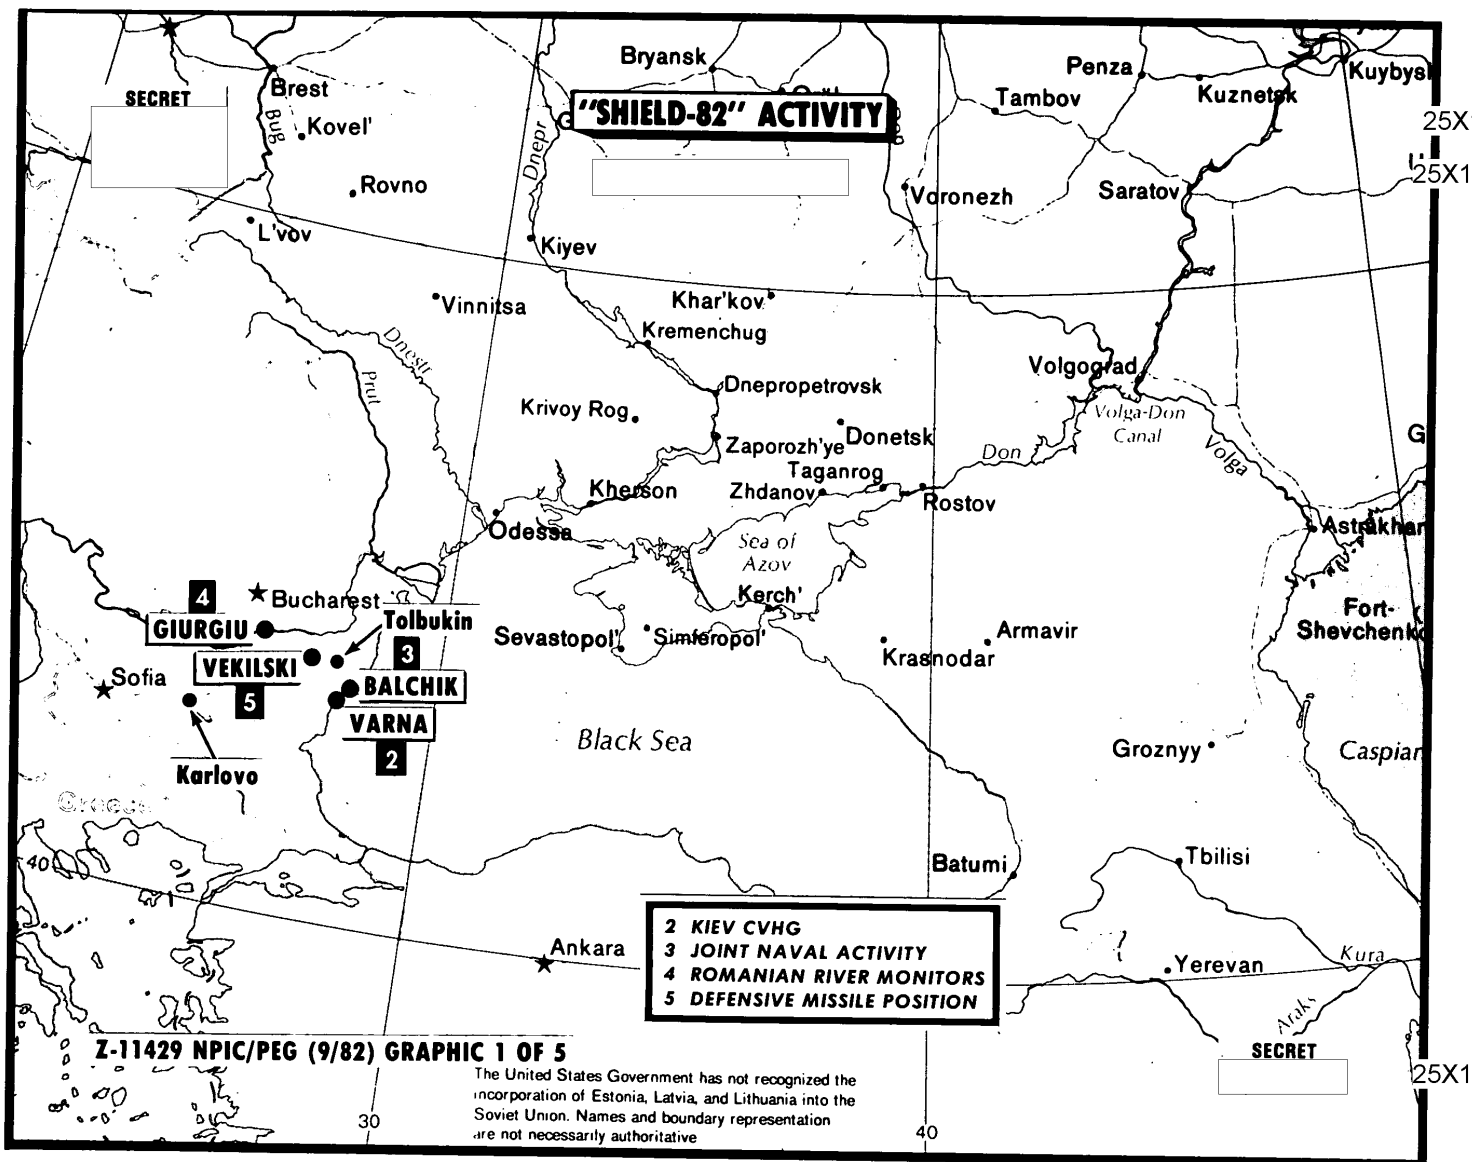 Bryansk
Penza
Kuybys
Brest
SECRET
Tambov
Kuznetsk
"SHIELD-82" ACTIVITY
25X
Bug
Kovel'
Dnepr
25X1
Rovno
Voronezh
Saratov
L'vov
Kiyev
Vinnitsa
Khar'kov
Kremenchug
Dnestr
Prut
Volgograd
Dnepropetrovsk
Krivoy Rog
Volga-Don
Canal
Donetsk
Zaporozh'ye
Don
Volga
G
Taganrog
Zhdanov
Kherson
Rostov
Odessa
Astrakhan
Sea of
Azov
Kerch'
4
Bucharest
Fort-
Shevchenko
Tolbukin
GIURGIU
Sevastopol'
Simferopol'
Armavir
Krasnodar
3
VEKILSKI
Sofia
BALCHIK
5
VARNA
Black Sea
Groznyy
Caspian
2
Karlovo
Greece
40
Batumi
Tbilisi
2 KIEV CVHG
3 JOINT NAVAL ACTIVITY
4 ROMANIAN RIVER MONITORS
5 DEFENSIVE MISSILE POSITION
Ankara
Yerevan
Kura
Araks
Z-11429 NPIC/PEG (9/82) GRAPHIC 1 OF 5
SECRET
25X1
The United States Government has not recognized the
incorporation of Estonia, Latvia, and Lithuania into the
Soviet Union. Names and boundary representation
are not necessarily authoritative
30
40